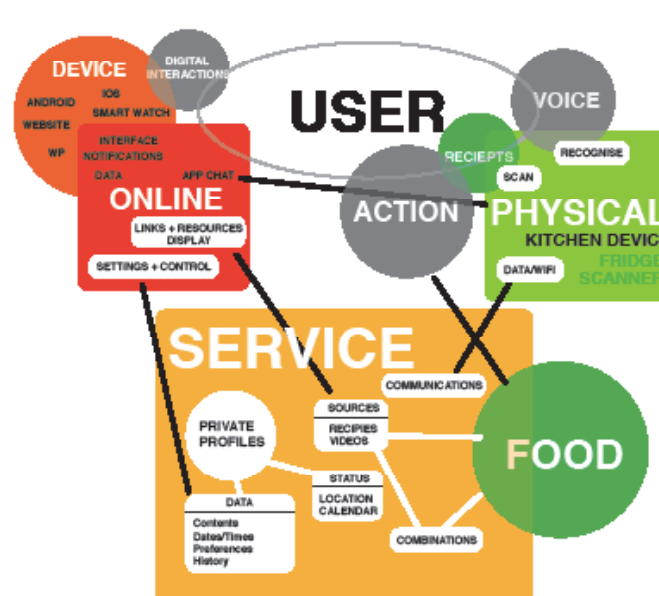 DEVICE
ANDROID
IOS
SMART WATCH
WEBSITE
WP
DIGITAL
INTERACTIONS
USER
VOICE
RECIEPTS
RECOGNISE
SCAN
INTERFACE
NOTIFICATIONS
DATA
APP CHAT
ONLINE
LINKS + RESOURCES
DISPLAY
SETTINGS + CONTROL
ACTION
PHYSICAL
KITCHEN DEVIC
FRIDGE
SCANNER
DATA/WIFI
SERVICE
COMMUNICATIONS
PRIVATE
PROFILES
SOURCES
RECIPIES
VIDEOS
FOOD
STATUS
LOCATION
CALENDAR
DATA
Contents
Dates/Times
Preferences
History
COMBINATIONS